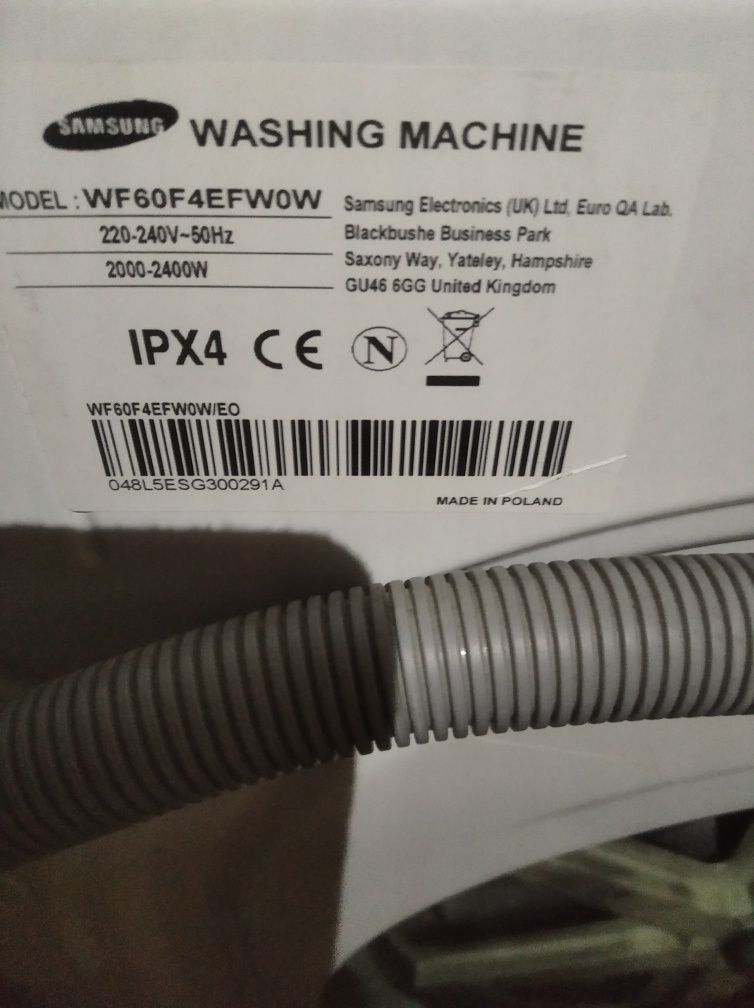 SAMSUNG WASHING MACHINE
MODEL : WF60F4EFW0W
220-240V~50Hz
2000-2400W
Samsung Electronics (UK) Ltd, Euro QA Lab.
Blackbushe Business Park
Saxony Way, Yateley, Hampshire
GU46 6GG United Kingdom
IPX4 CE N
WF60F4EFW0W/EO
048L5ESG300291A
MADE IN POLAND